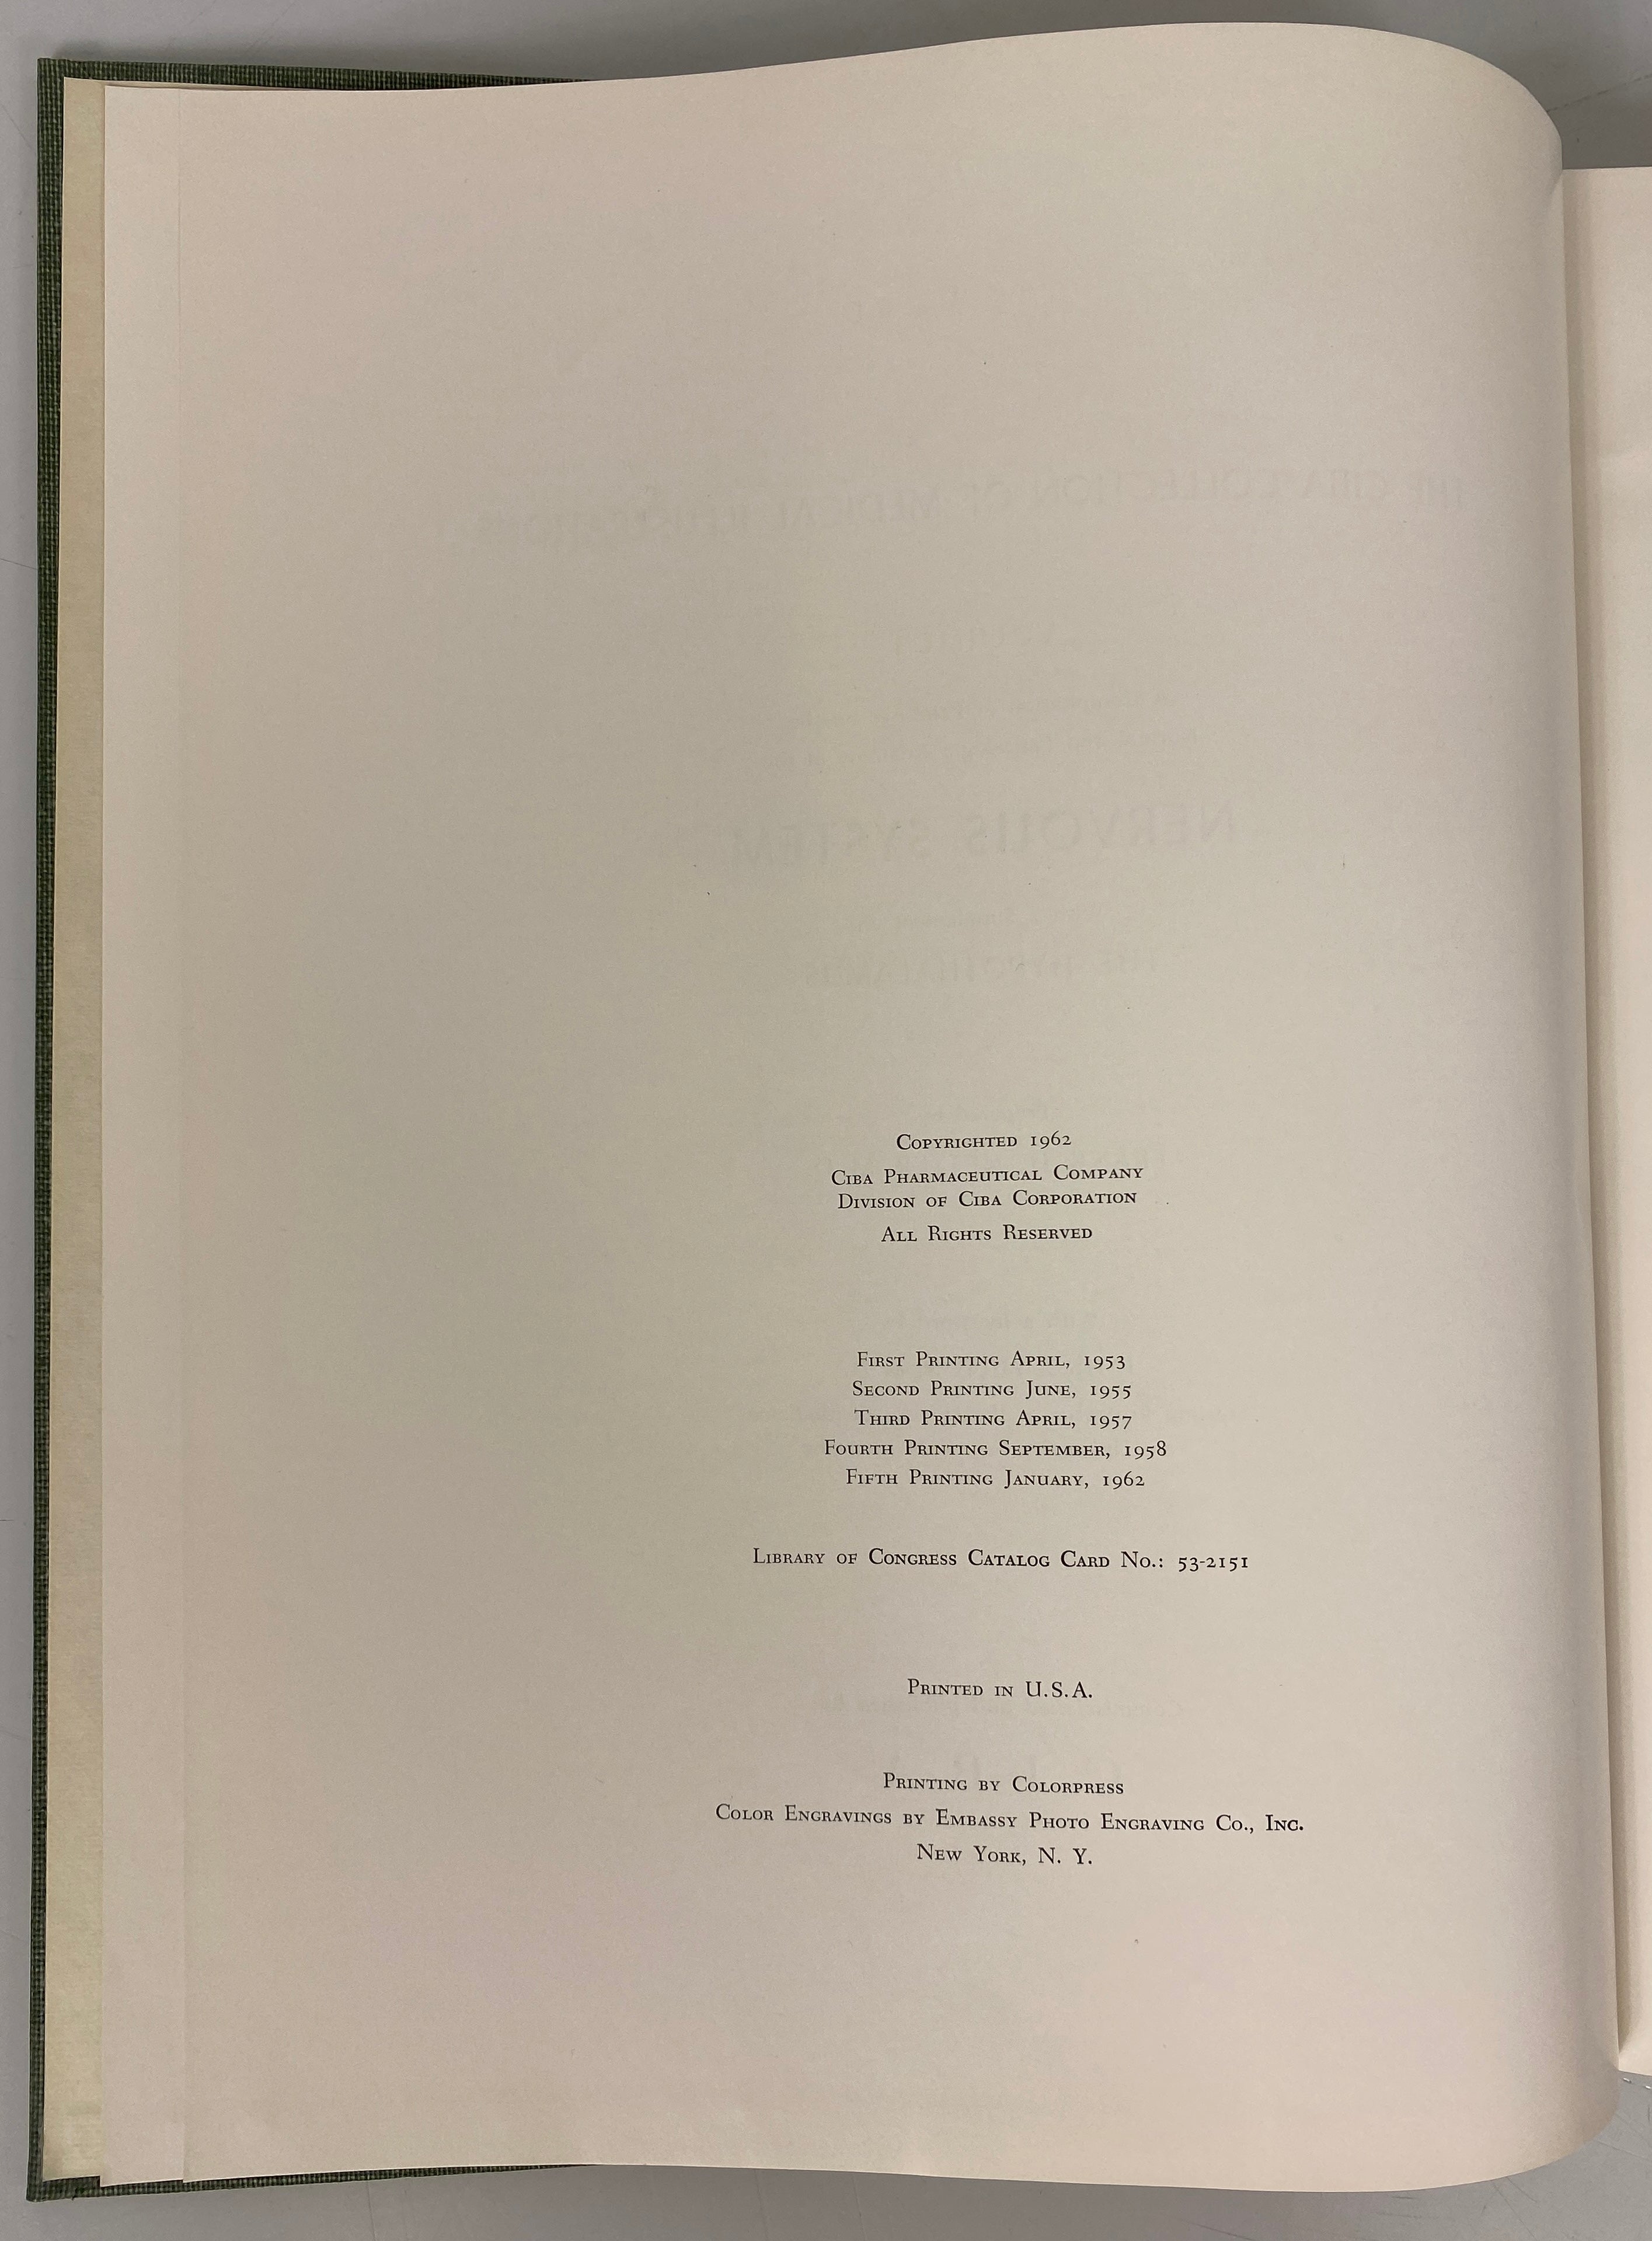 COPYRIGHTED 1962
CIBA PHARMACEUTICAL COMPANY
DIVISION OF CIBA CORPORATION
ALL RIGHTS RESERVED
FIRST PRINTING APRIL, 1953
SECOND PRINTING JUNE, 1955
THIRD PRINTING APRIL, 1957
FOURTH PRINTING SEPTEMBER, 1958
FIFTH PRINTING JANUARY, 1962
LIBRARY OF CONGRESS CATALOG CARD NO.: 53-2151
PRINTED IN U.S.A.
PRINTING BY COLORPRESS
COLOR ENGRAVINGS BY EMBASSY PHOTO ENGRAVING CO., INC.
NEW YORK, N. Y.